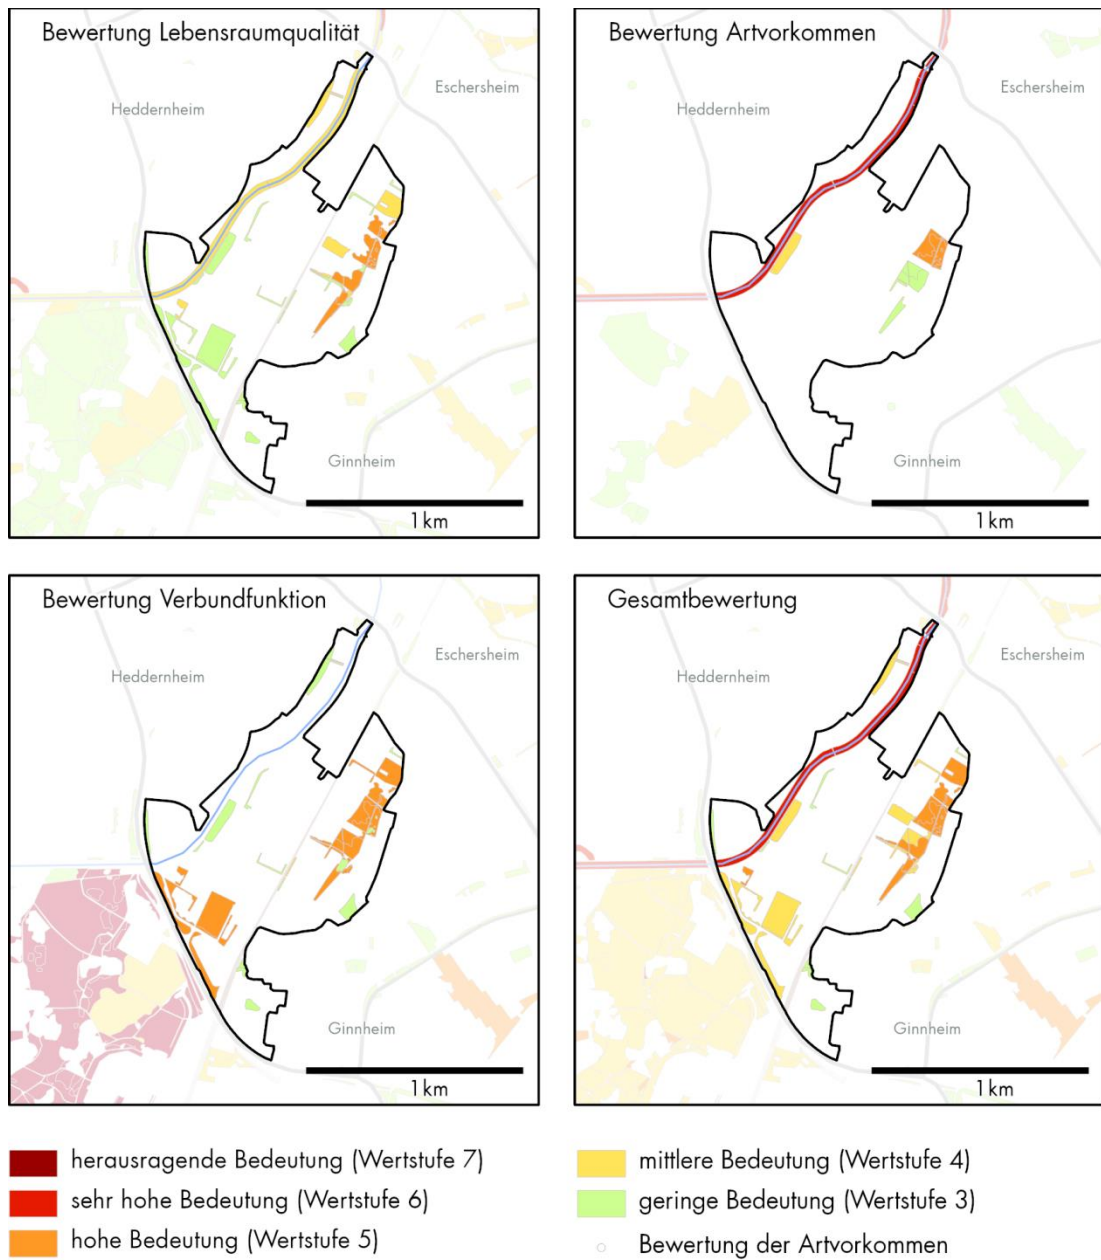 Bewertung Lebensraumqualität
Heddernheim
Eschersheim
Ginnheim
1 km
Bewertung Artvorkommen
Heddernheim
Eschersheim
Ginnheim
1 km
Bewertung Verbundfunktion
Heddernheim
Eschersheim
Ginnheim
1 km
Gesamtbewertung
Heddernheim
Eschersheim
Ginnheim
1 km
herausragende Bedeutung (Wertstufe 7)
sehr hohe Bedeutung (Wertstufe 6)
hohe Bedeutung (Wertstufe 5)
mittlere Bedeutung (Wertstufe 4)
geringe Bedeutung (Wertstufe 3)
Bewertung der Artvorkommen